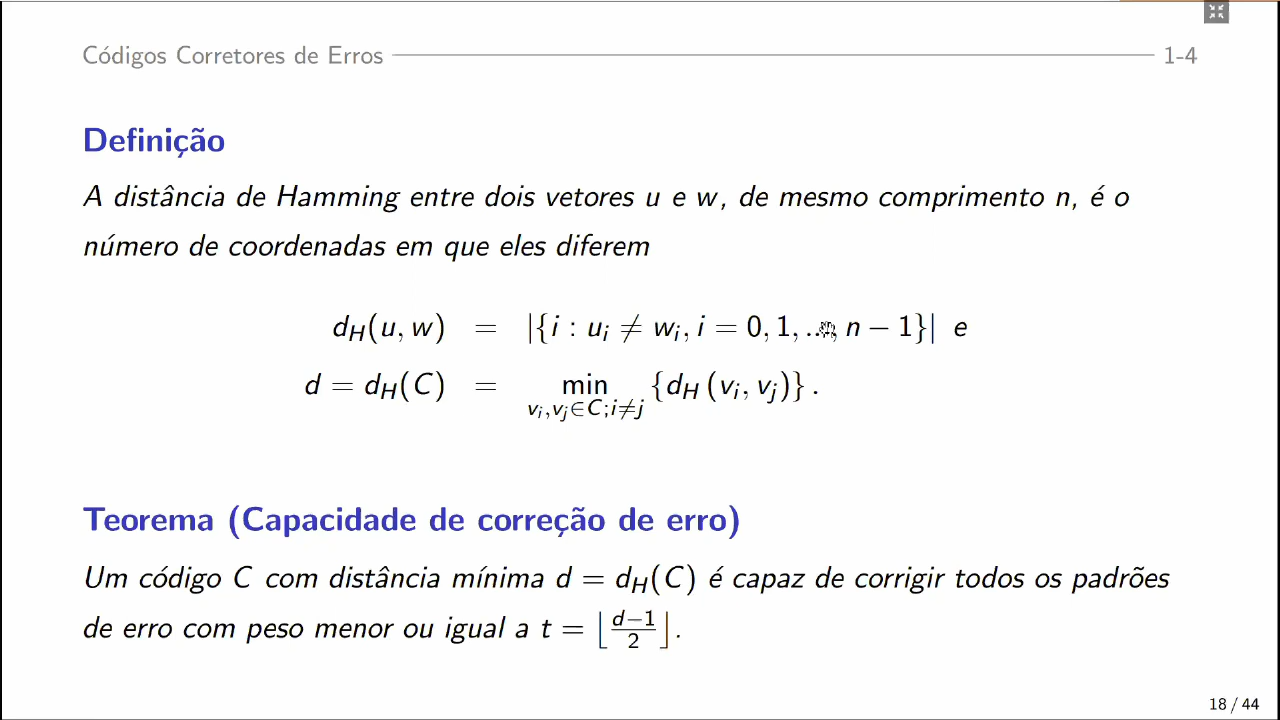 Códigos Corretores de Erros 1-4
Definição
A distância de Hamming entre dois vetores u e w, de mesmo comprimento n, é o
número de coordenadas em que eles diferem
d_H(u, w) = |{i : u_i ≠ w_i, i = 0, 1, ..., n − 1}| e
d = d_H(C) = min_{v_i,v_j∈C;i≠j} {d_H (v_i, v_j)} .
Teorema (Capacidade de correção de erro)
Um código C com distância mínima d = d_H(C) é capaz de corrigir todos os padrões
de erro com peso menor ou igual a t = ⌊(d−1)/2⌋.
18 / 44